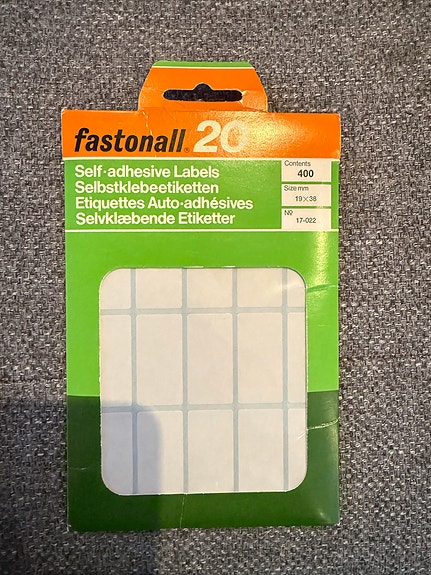 fastonall 20
Self-adhesive Labels
Selbstklebeetiketten
Etiquettes Auto-adhésives
Selvklæbende Etiketter
Contents
400
Size mm
19×38
Nº
17-022